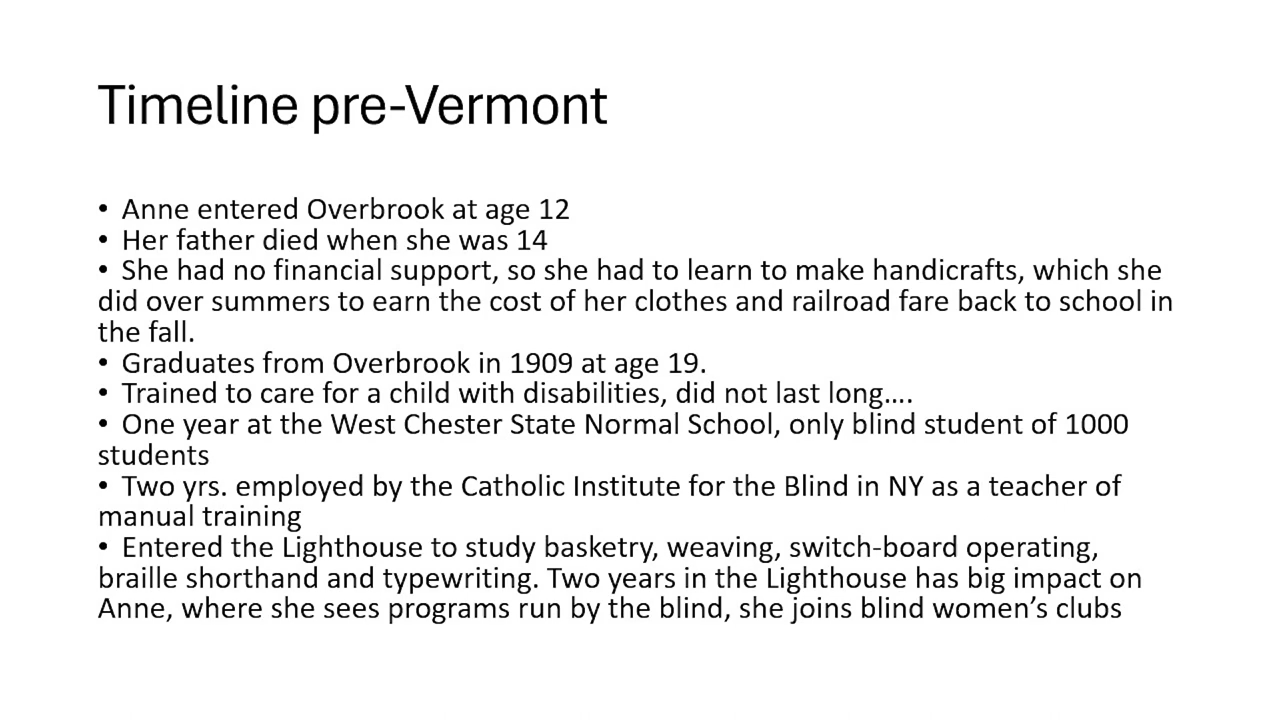 Timeline pre-Vermont
• Anne entered Overbrook at age 12
• Her father died when she was 14
• She had no financial support, so she had to learn to make handicrafts, which she
did over summers to earn the cost of her clothes and railroad fare back to school in
the fall.
• Graduates from Overbrook in 1909 at age 19.
• Trained to care for a child with disabilities, did not last long....
• One year at the West Chester State Normal School, only blind student of 1000
students
• Two yrs. employed by the Catholic Institute for the Blind in NY as a teacher of
manual training
• Entered the Lighthouse to study basketry, weaving, switch-board operating,
braille shorthand and typewriting. Two years in the Lighthouse has big impact on
Anne, where she sees programs run by the blind, she joins blind women’s clubs